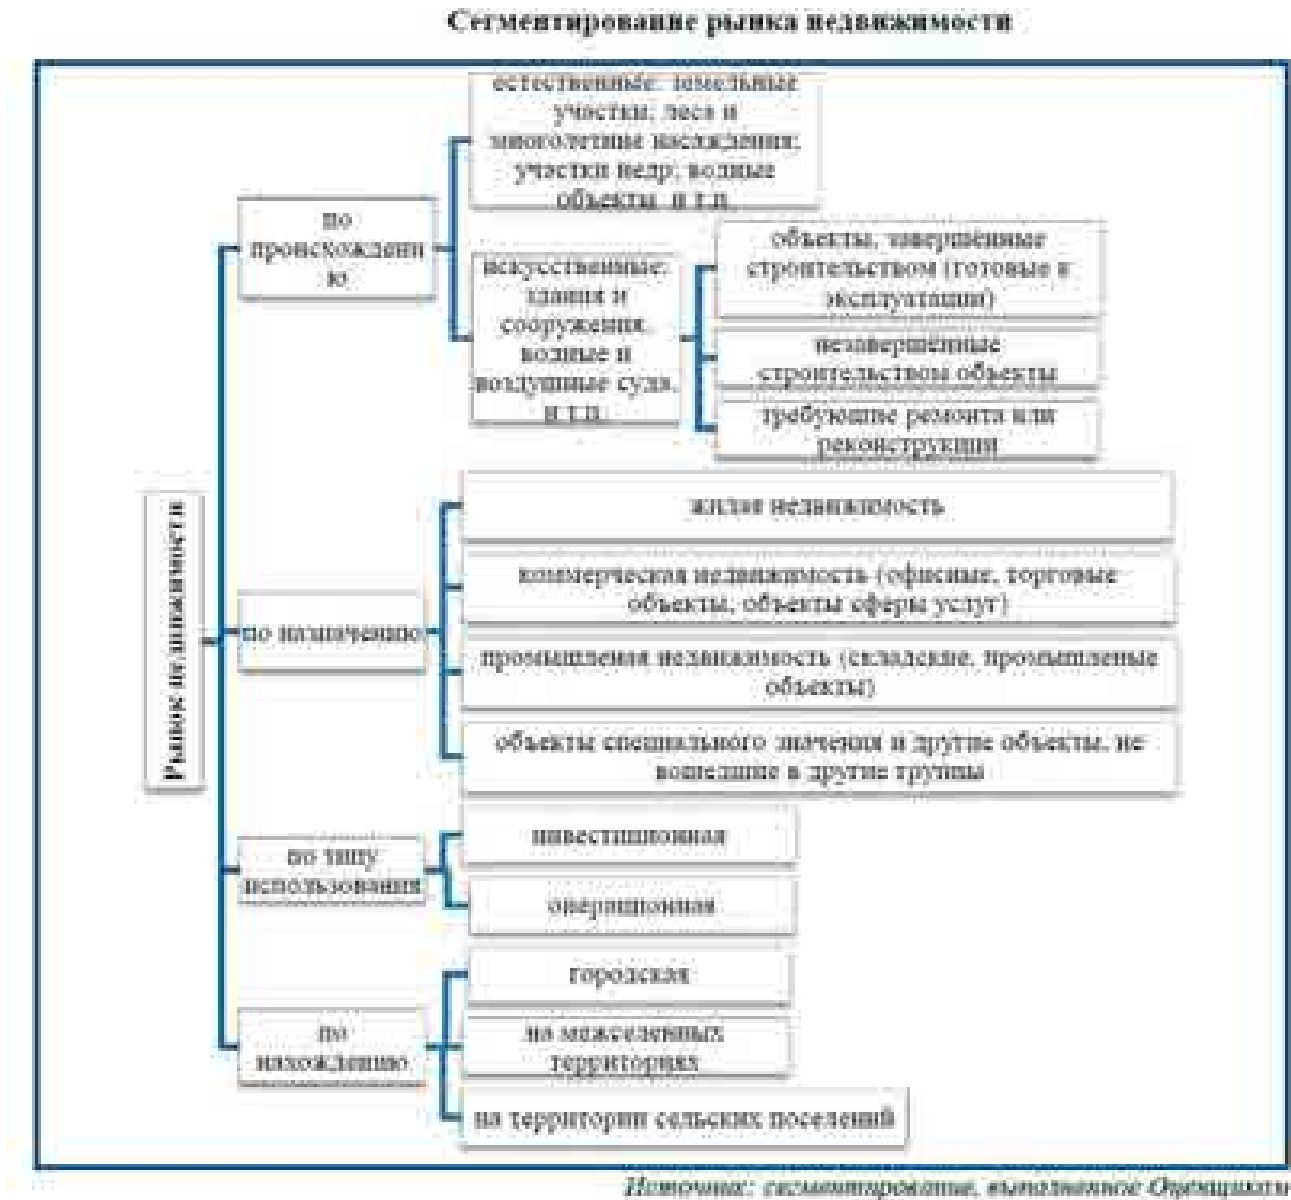 Сегментирование рынка недвижимости
естественные: земельные
участки, леса и
многолетние насаждения;
участки недр; водные
объекты и т.п.
по
происхождени
ю
искусственные:
здания и
сооружения,
водные и
воздушные суда,
и т.п.
объекты, завершённые
строительством (готовые к
эксплуатации)
незавершённые
строительством объекты
требующие ремонта или
реконструкции
Рынок недвижимости
по назначению
жилая недвижимость
коммерческая недвижимость (офисные, торговые
объекты, объекты сферы услуг)
промышленая недвижимость (складские, промышленые
объекты)
объекты специального значения и другие объекты, не
вошедшие в другие группы
по типу
использования
инвестиционная
операционная
по
нахождению
городская
на межселенных
территориях
на территории сельских поселений
Источник: сегментирование, выполненное Оценщиком